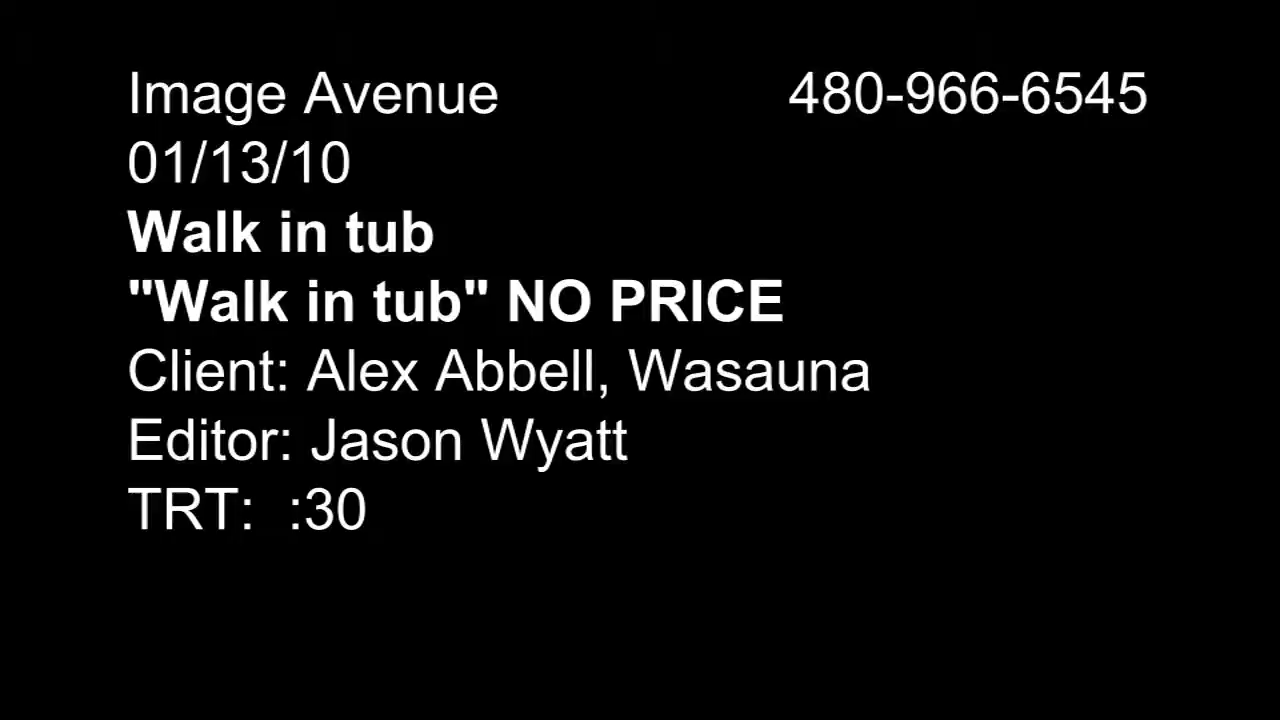 Image Avenue 480-966-6545
01/13/10
Walk in tub
"Walk in tub" NO PRICE
Client: Alex Abbell, Wasauna
Editor: Jason Wyatt
TRT: :30